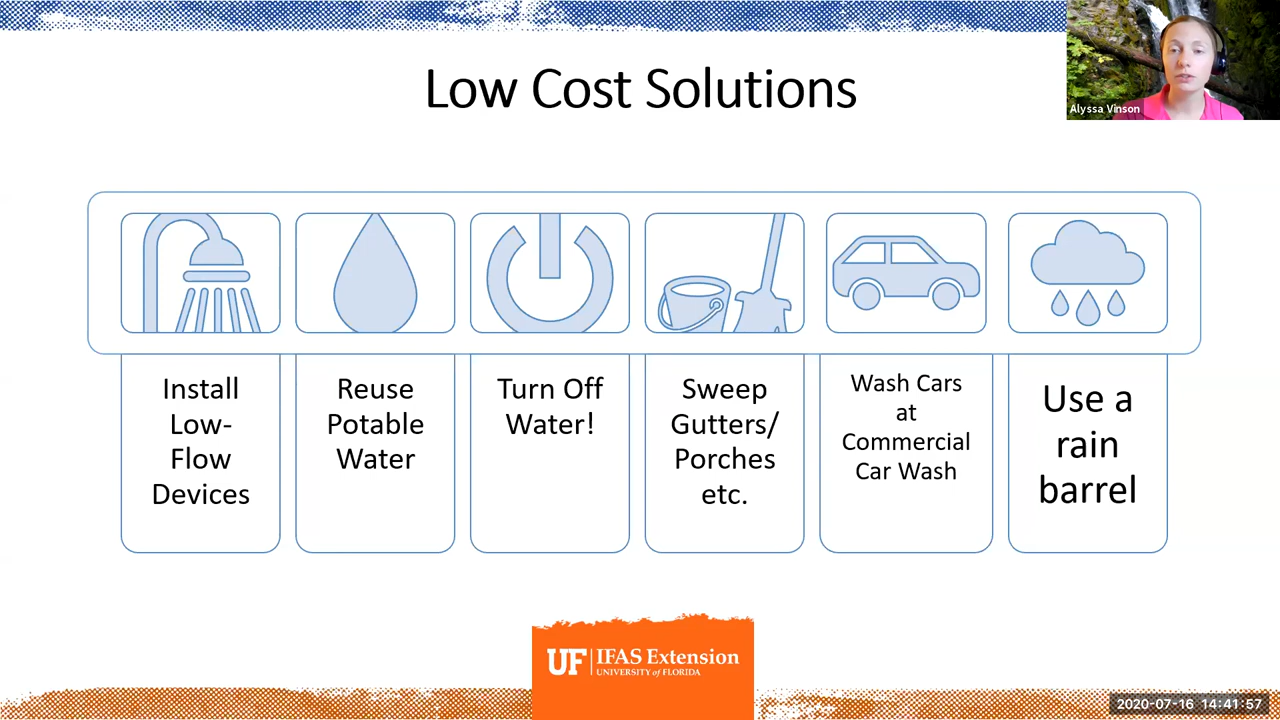 Low Cost Solutions
Alyssa Vinson
Install
Low-
Flow
Devices
Reuse
Potable
Water
Turn Off
Water!
Sweep
Gutters/
Porches
etc.
Wash Cars
at
Commercial
Car Wash
Use a
rain
barrel
UF IFAS Extension
UNIVERSITY of FLORIDA
2020-07-16 14:41:57